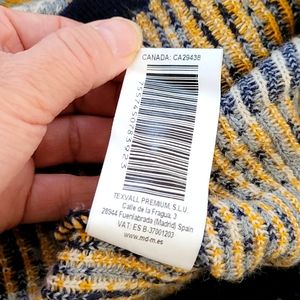 CANADA: CA29438
TEXVALL PREMIUM, S.L.U.
Calle de la Fragua, 3
28944 Fuenlabrada (Madrid) Spain
VAT: ES B-37001203
www.md-m.es